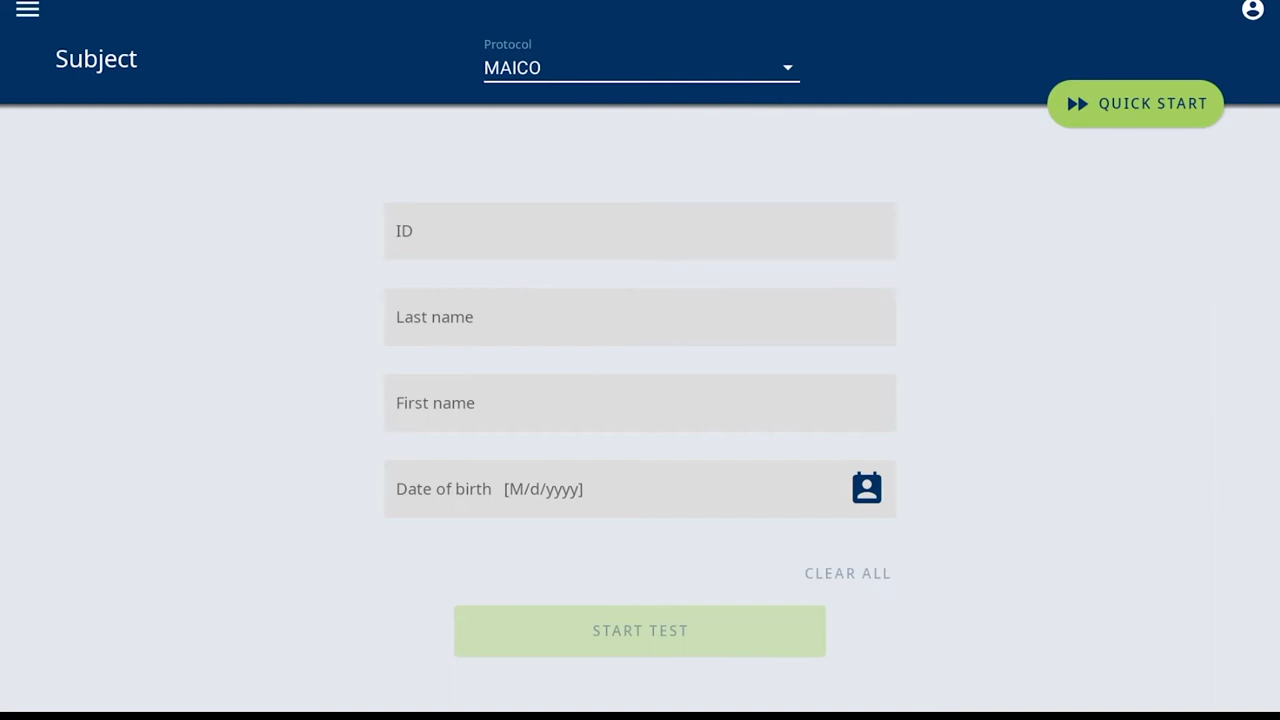 Subject
Protocol
MAICO
QUICK START
ID
Last name
First name
Date of birth [M/d/yyyy]
CLEAR ALL
START TEST